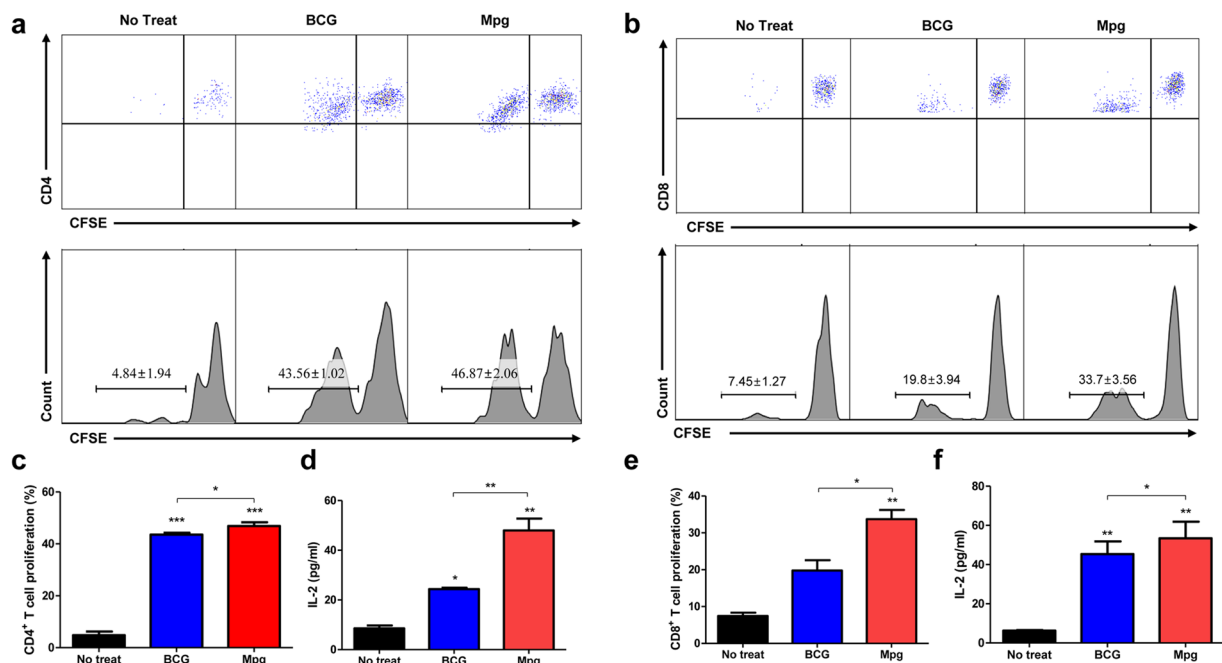 a
No Treat
BCG
Mpg
CD4
CFSE
Count
4.84±1.94
43.56±1.02
46.87±2.06
CFSE
b
No Treat
BCG
Mpg
CD8
CFSE
Count
7.45±1.27
19.8±3.94
33.7±3.56
CFSE
c
CD4+ T cell proliferation (%)
60
40
20
0
*
***
***
No treat
BCG
Mpg
d
IL-2 (pg/ml)
60
40
20
0
**
*
**
No treat
BCG
Mpg
e
CD8+ T cell proliferation (%)
40
30
20
10
0
*
**
No treat
BCG
Mpg
f
IL-2 (pg/ml)
80
60
40
20
0
*
**
**
No treat
BCG
Mpg